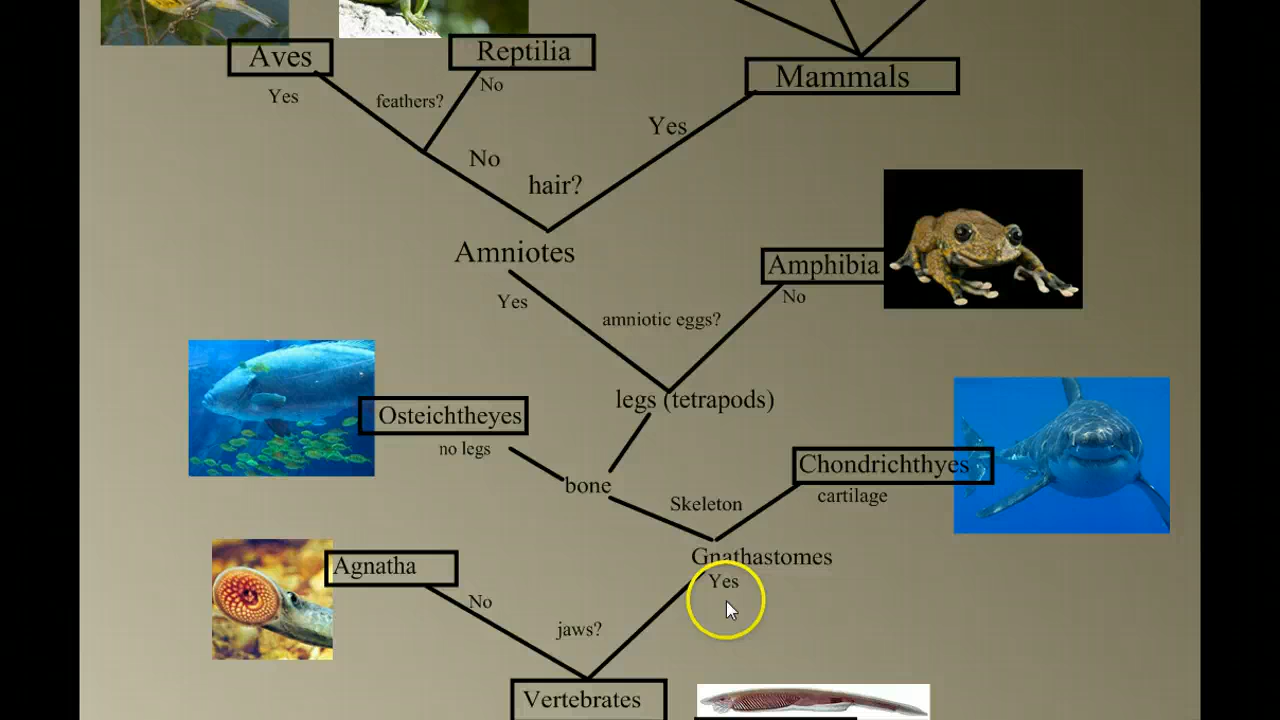 Aves
Reptilia
Mammals
Yes
feathers?
No
Yes
No
hair?
Amniotes
Amphibia
Yes
No
amniotic eggs?
legs (tetrapods)
Osteichtheyes
no legs
bone
Chondrichthyes
Skeleton
cartilage
Gnathastomes
Yes
Agnatha
No
jaws?
Vertebrates